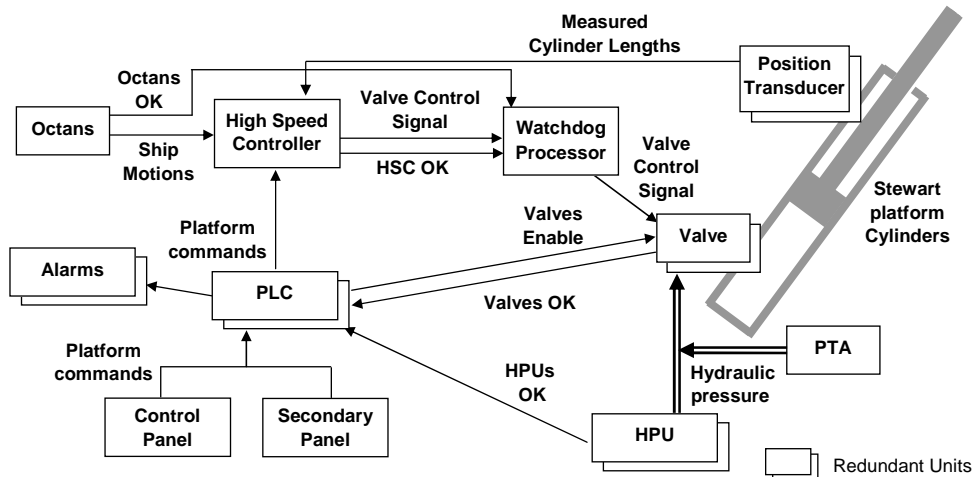 Measured
Cylinder Lengths
Position
Transducer
Octans
OK
Octans
Ship
Motions
High Speed
Controller
Valve Control
Signal
HSC OK
Watchdog
Processor
Valve
Control
Signal
Stewart
platform
Cylinders
Platform
commands
Valves
Enable
Valve
Alarms
PLC
Valves OK
Platform
commands
HPUs
OK
Hydraulic
pressure
PTA
Control
Panel
Secondary
Panel
HPU
Redundant Units